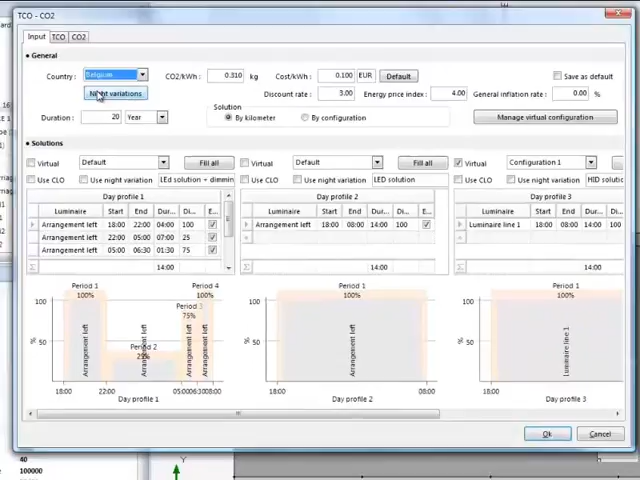 TCO - CO2
Input TCO CO2
General
Country: Belgium CO2/kWh: 0.310 kg Cost/kWh: 0.100 EUR Default Save as default
Night variations Discount rate: 3.00 Energy price index: 4.00 General inflation rate: 0.00 %
Duration: 20 Year Solution By kilometer By configuration Manage virtual configuration
Solutions
Virtual Default Fill all Virtual Default Fill all Virtual Configuration 1
Use CLO Use night variation LEd solution + dimmin Use CLO Use night variation LED solution Use CLO Use night variation HID solution
Day profile 1 Day profile 2 Day profile 3
Luminaire Start End Dur... Di... E... Luminaire Start End Dur... Di... E... Luminaire Start End Dur... Di...
Arrangement left 18:00 22:00 04:00 100 Arrangement left 18:00 08:00 14:00 100 Luminaire line 1 18:00 08:00 14:00 100
Arrangement left 22:00 05:00 07:00 25
Arrangement left 05:00 06:30 01:30 75
Σ 14:00 Σ 14:00 Σ 14:00
Period 1 Period 4 Period 1 Period 1
100% 100% 100% 100%
Period 3
75%
Period 2
100 100 100
% 50 % 50 % 50
Arrangement left Arrangement left Arrangement left Arrangement left Arrangement left Luminaire line 1
18:00 22:00 05:00 06:30 08:00 18:00 08:00 18:00
Day profile 1 Day profile 2 Day profile 3
Ok Cancel
40
100000
Y